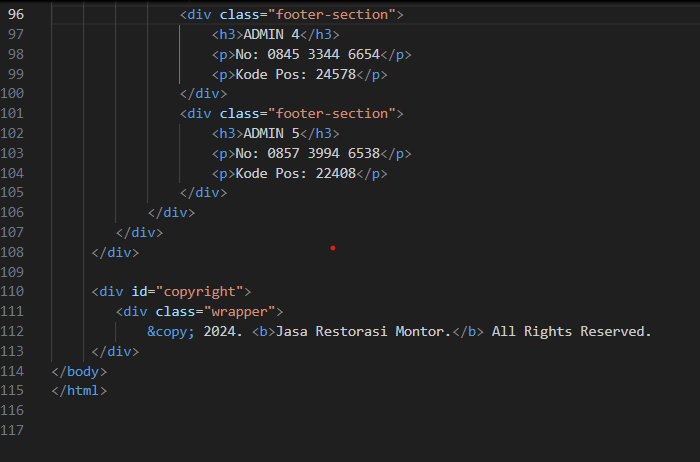 96 <div class="footer-section">
97 <h3>ADMIN 4</h3>
98 <p>No: 0845 3344 6654</p>
99 <p>Kode Pos: 24578</p>
100 </div>
101 <div class="footer-section">
102 <h3>ADMIN 5</h3>
103 <p>No: 0857 3994 6538</p>
104 <p>Kode Pos: 22408</p>
105 </div>
106 </div>
107 </div>
108 </div>
109
110 <div id="copyright">
111 <div class="wrapper">
112 &copy; 2024. <b>Jasa Restorasi Montor.</b> All Rights Reserved.
113 </div>
114 </body>
115 </html>
116
117